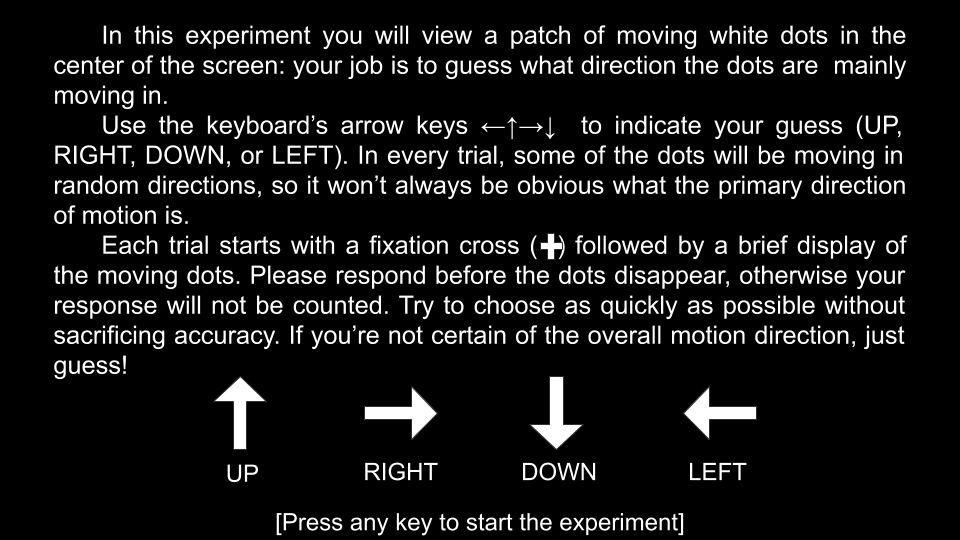 In this experiment you will view a patch of moving white dots in the
center of the screen: your job is to guess what direction the dots are mainly
moving in.
Use the keyboard’s arrow keys ←↑→↓ to indicate your guess (UP,
RIGHT, DOWN, or LEFT). In every trial, some of the dots will be moving in
random directions, so it won’t always be obvious what the primary direction
of motion is.
Each trial starts with a fixation cross (✚) followed by a brief display of
the moving dots. Please respond before the dots disappear, otherwise your
response will not be counted. Try to choose as quickly as possible without
sacrificing accuracy. If you’re not certain of the overall motion direction, just
guess!
UP RIGHT DOWN LEFT
[Press any key to start the experiment]